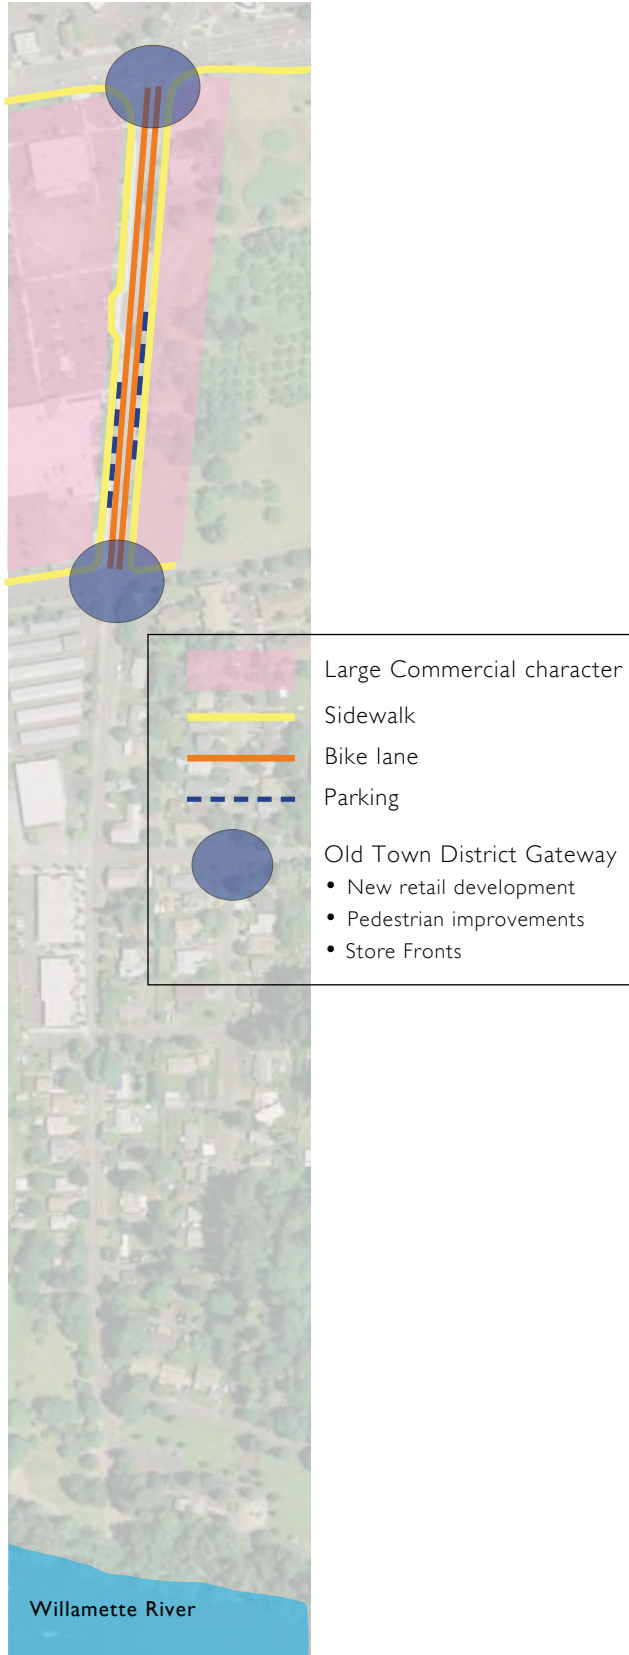 Large Commercial character
Sidewalk
Bike lane
Parking
Old Town District Gateway
• New retail development
• Pedestrian improvements
• Store Fronts
Willamette River